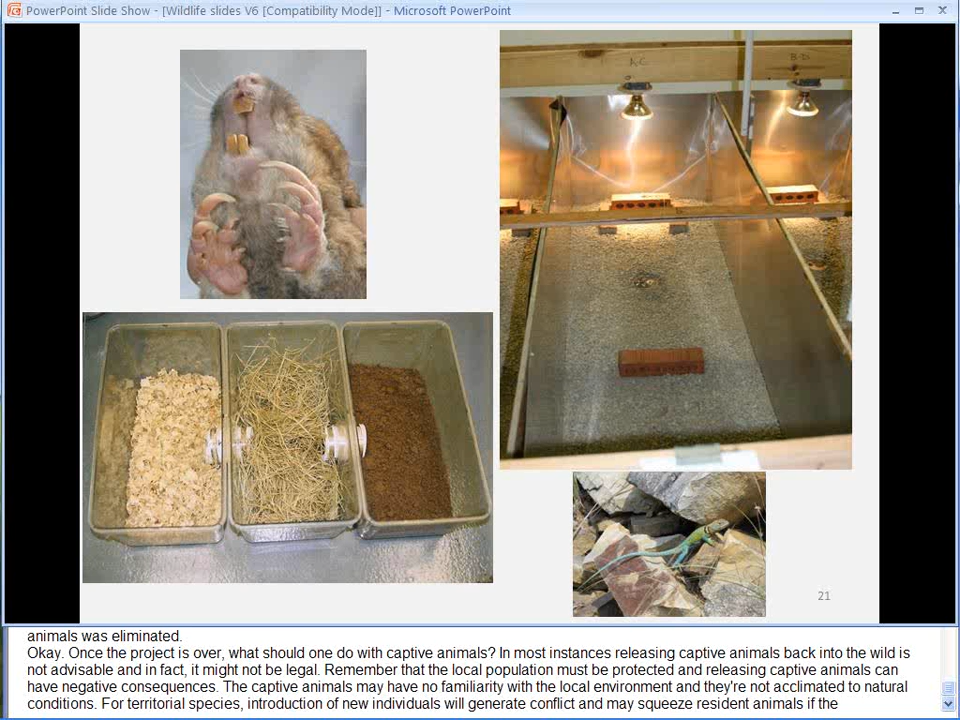 PowerPoint Slide Show - [Wildlife slides V6 [Compatibility Mode]] - Microsoft PowerPoint
AC
21
animals was eliminated.
Okay. Once the project is over, what should one do with captive animals? In most instances releasing captive animals back into the wild is
not advisable and in fact, it might not be legal. Remember that the local population must be protected and releasing captive animals can
have negative consequences. The captive animals may have no familiarity with the local environment and they're not acclimated to natural
conditions. For territorial species, introduction of new individuals will generate conflict and may squeeze resident animals if the